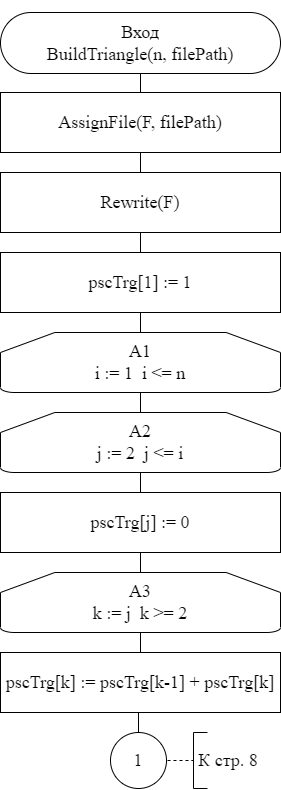 Вход
BuildTriangle(n, filePath)
AssignFile(F, filePath)
Rewrite(F)
pscTrg[1] := 1
A1
i := 1 i <= n
A2
j := 2 j <= i
pscTrg[j] := 0
A3
k := j k >= 2
pscTrg[k] := pscTrg[k-1] + pscTrg[k]
1
К стр. 8